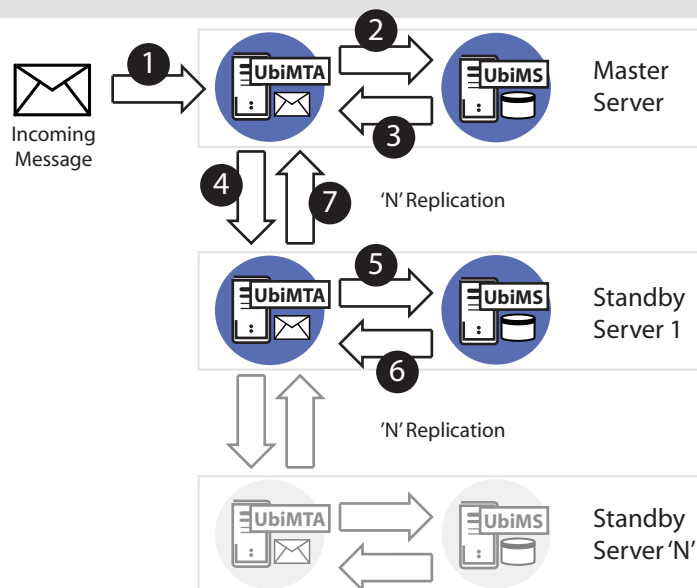 1
2
UbiMTA
UbiMS
Master
Server
Incoming
Message
3
4
7
'N' Replication
5
UbiMTA
UbiMS
Standby
Server 1
6
'N' Replication
UbiMTA
UbiMS
Standby
Server 'N'